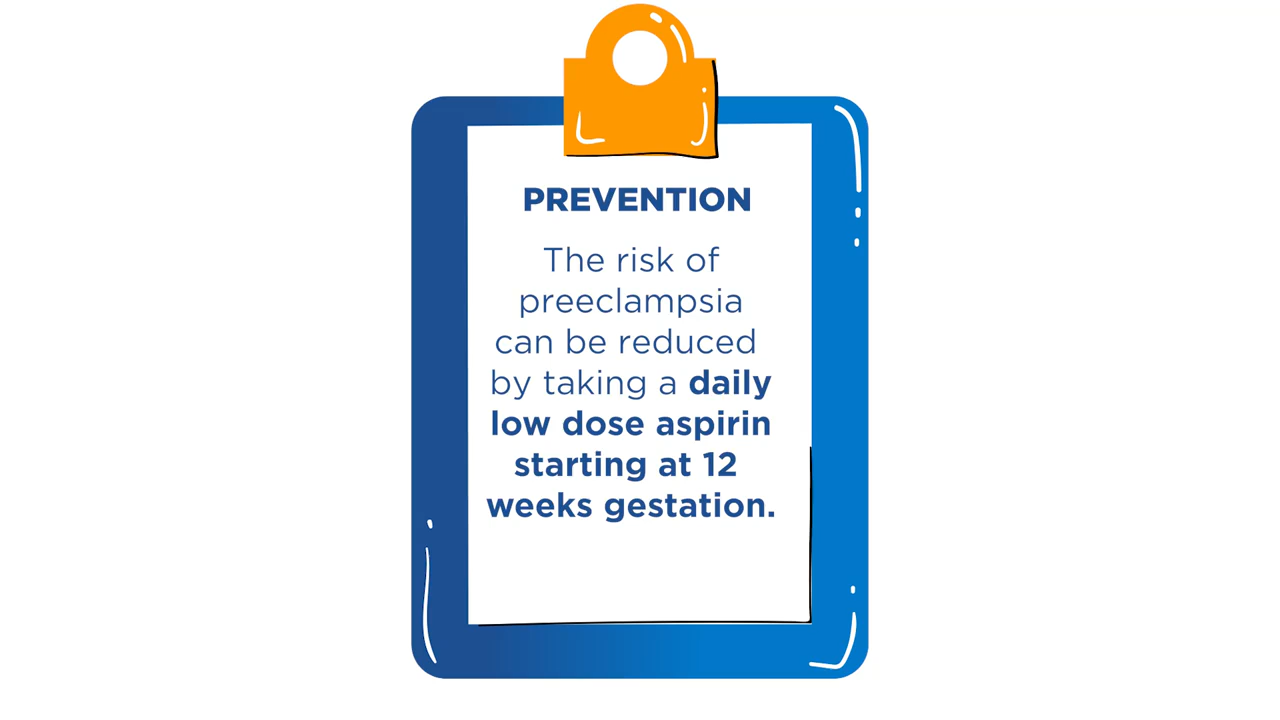 PREVENTION
The risk of
preeclampsia
can be reduced
by taking a daily
low dose aspirin
starting at 12
weeks gestation.